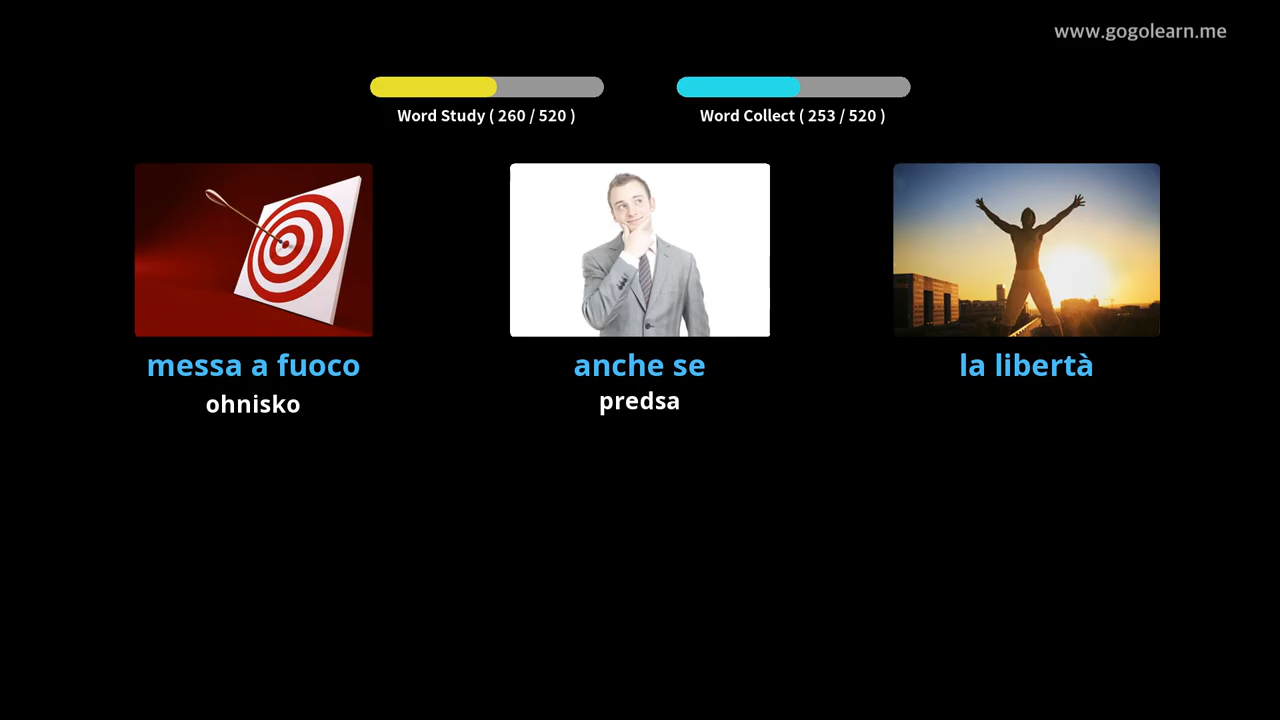 www.gogolearn.me
Word Study ( 260 / 520 )
Word Collect ( 253 / 520 )
messa a fuoco
anche se
la libertà
ohnisko
predsa